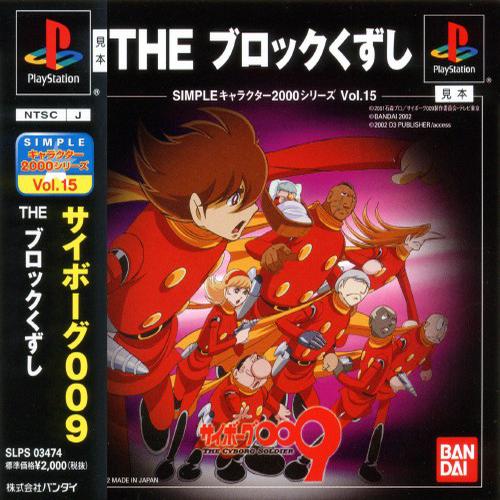 見本
PlayStation
NTSC J
SIMPLE
キャラクター
2000シリーズ
Vol.15
サイボーグ009
THE ブロックくずし
SLPS 03474
標準価格¥2,000(税抜)
株式会社バンダイ
THE ブロックくずし
SIMPLEキャラクター2000シリーズ Vol.15
PlayStation
見本
©2001石森プロ/サイボーグ009製作委員会・テレビ東京
©BANDAI 2002
©2002 D3 PUBLISHER/access
サイボーグ009
THE CYBORG SOLDIER
BAN
DAI
MADE IN JAPAN